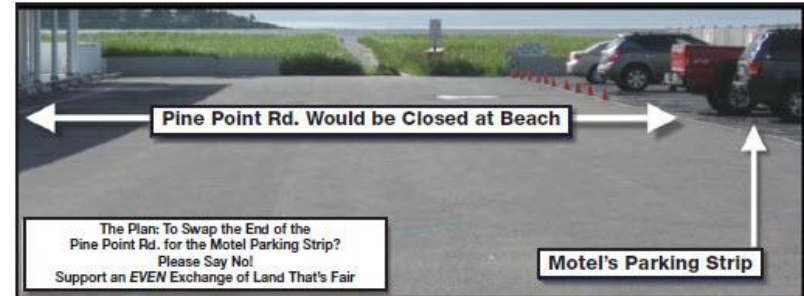 Pine Point Rd. Would be Closed at Beach
The Plan: To Swap the End of the
Pine Point Rd. for the Motel Parking Strip?
Please Say No!
Support an EVEN Exchange of Land That's Fair
Motel's Parking Strip